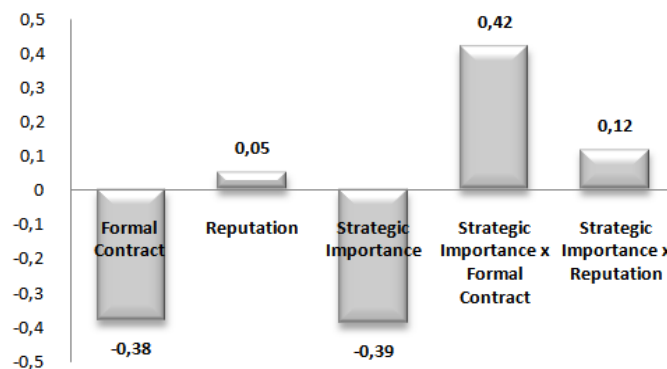 0,5
0,4
0,3
0,2
0,1
0
-0,1
-0,2
-0,3
-0,4
-0,5
0,42
0,12
0,05
Formal
Contract
Reputation
Strategic
Importance
Strategic
Importance x
Formal
Contract
Strategic
Importance x
Reputation
-0,38
-0,39